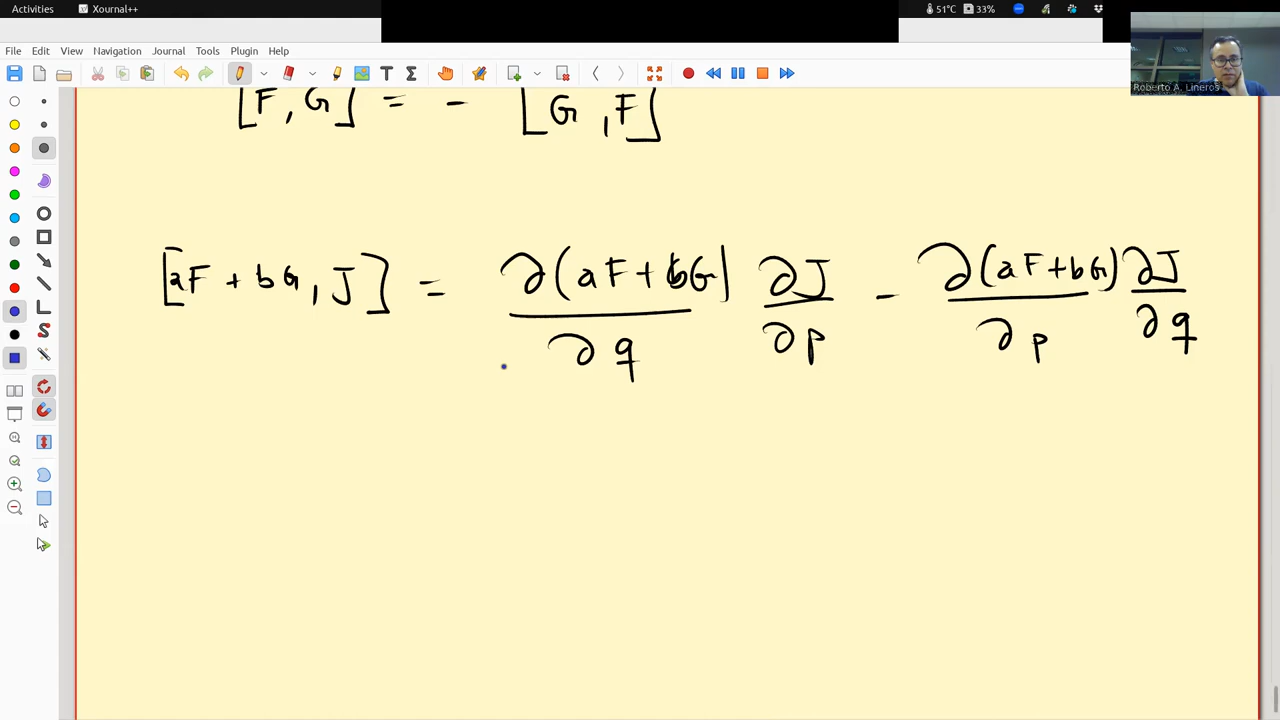 Activities Xournal++ 51°C 33%
File Edit View Navigation Journal Tools Plugin Help
Roberto A. Lineros
[F, G] = - [G, F]
[aF + bG, J] = ∂(aF + bG)/∂q ∂J/∂p - ∂(aF + bG)/∂p ∂J/∂q